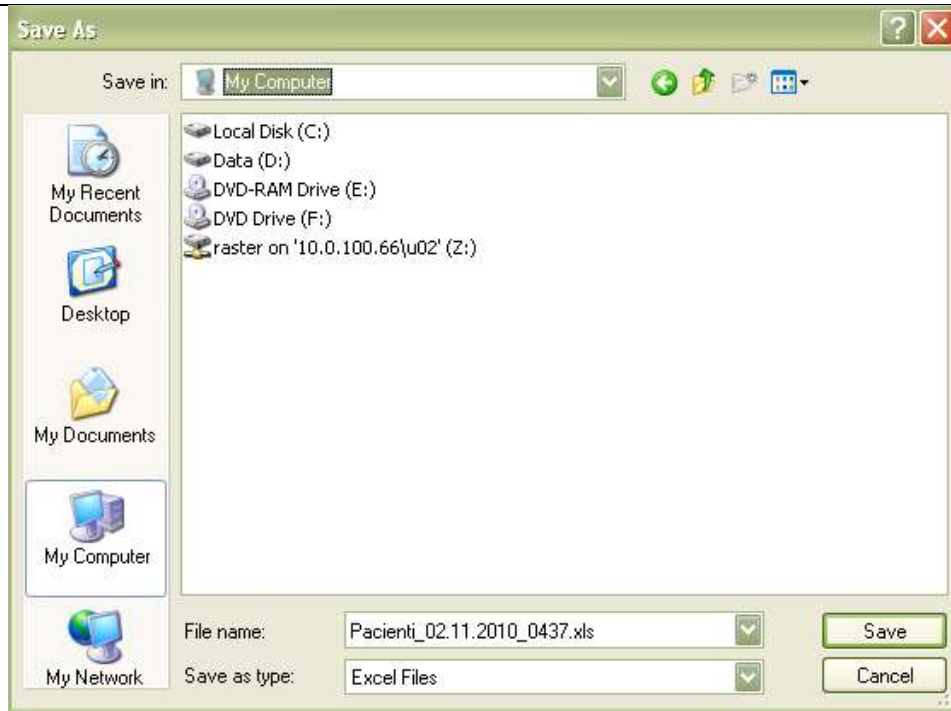 Save As
Save in:
My Computer
My Recent
Documents
Desktop
My Documents
My Computer
My Network
Local Disk (C:)
Data (D:)
DVD-RAM Drive (E:)
DVD Drive (F:)
raster on '10.0.100.66\u02' (Z:)
File name:
Pacienti_02.11.2010_0437.xls
Save
Save as type:
Excel Files
Cancel